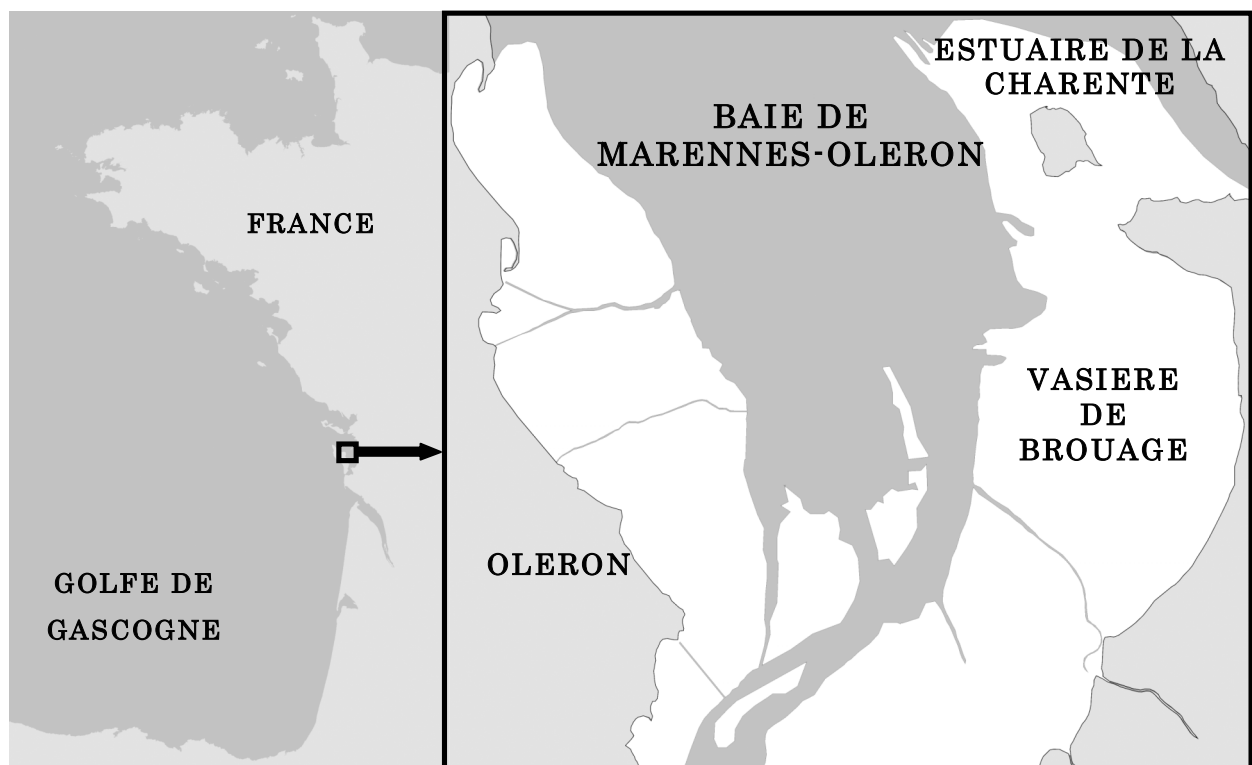 FRANCE
GOLFE DE
GASCOGNE
ESTUAIRE DE LA
CHARENTE
BAIE DE
MARENNES-OLERON
VASIERE
DE
BROUAGE
OLERON